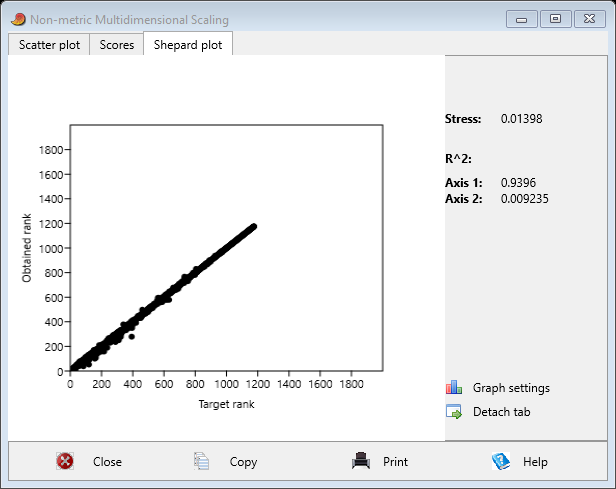 Non-metric Multidimensional Scaling
Scatter plot Scores Shepard plot
Stress: 0.01398
R^2:
Axis 1: 0.9396
Axis 2: 0.009235
1800
1600
1400
1200
1000
800
600
400
200
0
Obtained rank
0 200 400 600 800 1000 1200 1400 1600 1800
Target rank
Graph settings
Detach tab
Close Copy Print Help